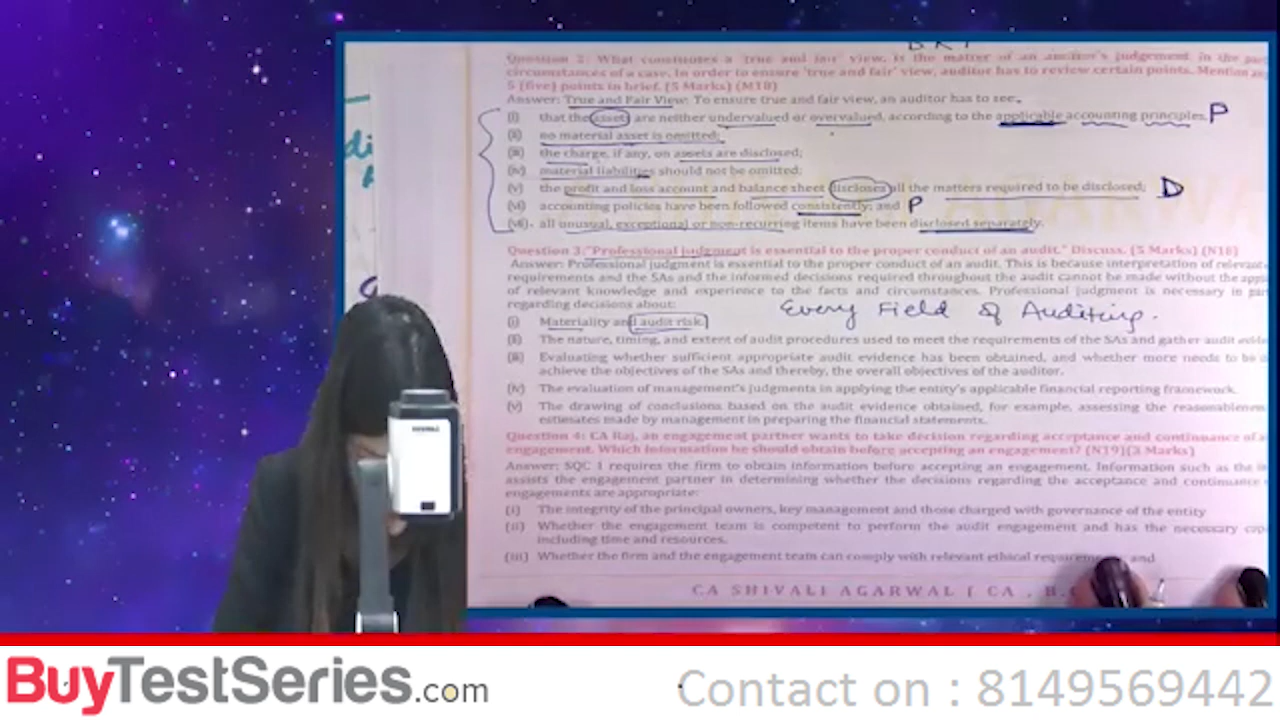 Question 2: What constitutes a 'true and fair' view, is the matter of an auditor's judgement in the
circumstances of a case. In order to ensure 'true and fair' view, auditor has to review certain points. Mention
5 (five) points in brief. (5 Marks) (M18)
Answer: True and Fair View: To ensure true and fair view, an auditor has to see.
(i) that the assets are neither undervalued or overvalued, according to the applicable accounting principles, P
(ii) no material asset is omitted;
(iii) the charge, if any, on assets are disclosed;
(iv) material liabilities should not be omitted;
(v) the profit and loss account and balance sheet discloses all the matters required to be disclosed; D
(vi) accounting policies have been followed consistently; and P
(vii). all unusual, exceptional or non-recurring items have been disclosed separately.
Question 3:"Professional judgment is essential to the proper conduct of an audit." Discuss. (5 Marks) (N18)
Answer: Professional judgment is essential to the proper conduct of an audit. This is because interpretation of relevant
requirements and the SAs and the informed decisions required throughout the audit cannot be made without the
of relevant knowledge and experience to the facts and circumstances. Professional judgment is necessary in
regarding decisions about:
Every Field of Auditing.
(i) Materiality and audit risk.
(ii) The nature, timing, and extent of audit procedures used to meet the requirements of the SAs and gather audit
(iii) Evaluating whether sufficient appropriate audit evidence has been obtained, and whether more needs to be
achieve the objectives of the SAs and thereby, the overall objectives of the auditor.
(iv) The evaluation of management's judgments in applying the entity's applicable financial reporting framework.
(v) The drawing of conclusions based on the audit evidence obtained, for example, assessing the
estimates made by management in preparing the financial statements.
Question 4: CA Raj, an engagement partner wants to take decision regarding acceptance and continuance of
engagement. Which information he should obtain before accepting an engagement? (N19)(3 Marks)
Answer: SQC 1 requires the firm to obtain information before accepting an engagement. Information such as the
assists the engagement partner in determining whether the decisions regarding the acceptance and continuance
engagements are appropriate:
(i) The integrity of the principal owners, key management and those charged with governance of the entity
(ii) Whether the engagement team is competent to perform the audit engagement and has the necessary
including time and resources.
(iii) Whether the firm and the engagement team can comply with relevant ethical requirements; and
CA SHIVALI AGARWAL ( CA ,
BuyTestSeries.com
Contact on : 8149569442